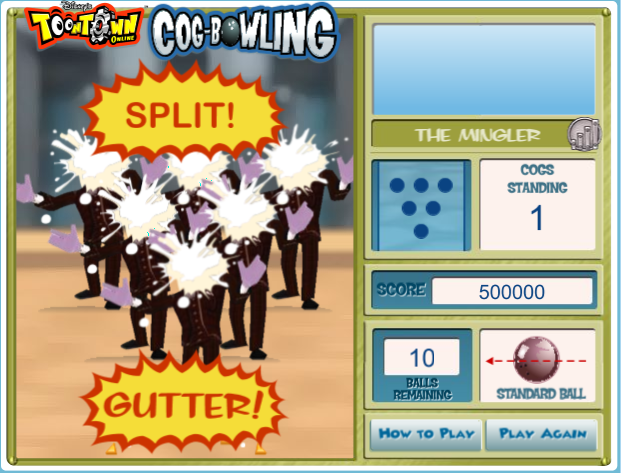 Disney's
TOONTOWN
ONLINE
COG-BOWLING
SPLIT!
GUTTER!
THE MINGLER
COGS
STANDING
1
SCORE
500000
10
BALLS
REMAINING
STANDARD BALL
HOW TO PLAY
PLAY AGAIN